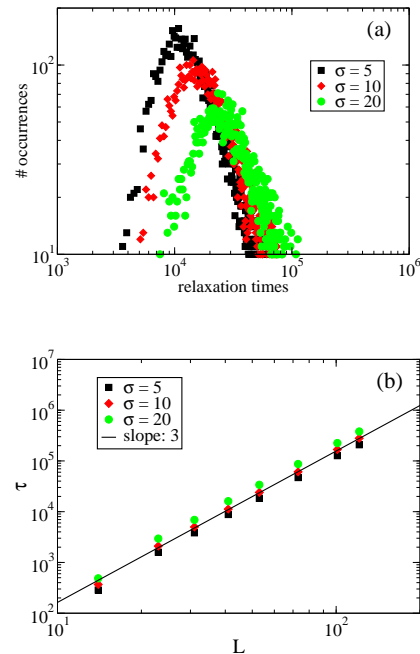 (a)
σ = 5
σ = 10
σ = 20
# occurrences
10²
10¹
10³ 10⁴ 10⁵ 10⁶
relaxation times
(b)
σ = 5
σ = 10
σ = 20
slope: 3
τ
10⁷
10⁶
10⁵
10⁴
10³
10²
10¹ 10²
L